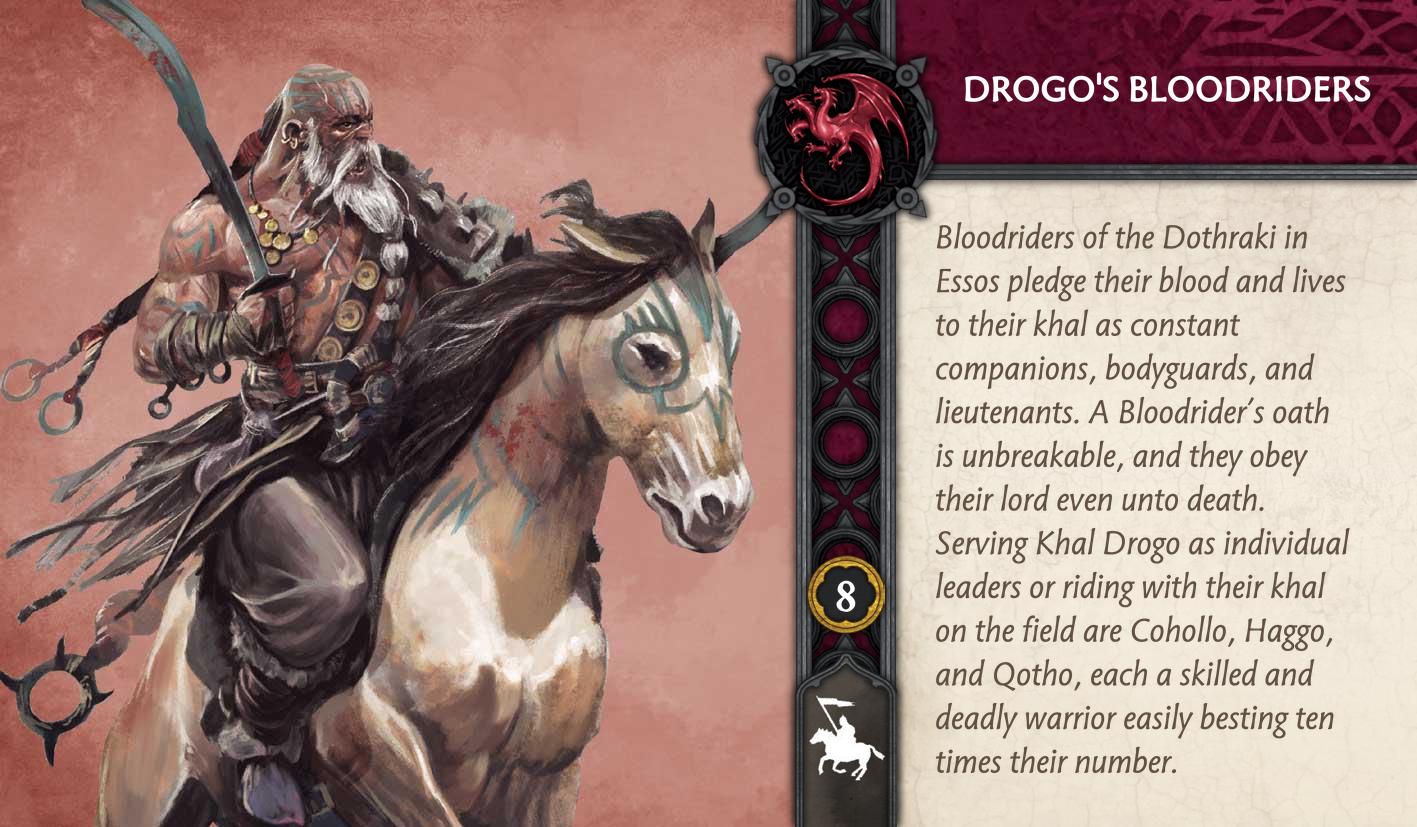 DROGO'S BLOODRIDERS
Bloodriders of the Dothraki in
Essos pledge their blood and lives
to their khal as constant
companions, bodyguards, and
lieutenants. A Bloodrider's oath
is unbreakable, and they obey
their lord even unto death.
Serving Khal Drogo as individual
leaders or riding with their khal
on the field are Cohollo, Haggo,
and Qotho, each a skilled and
deadly warrior easily besting ten
times their number.
8